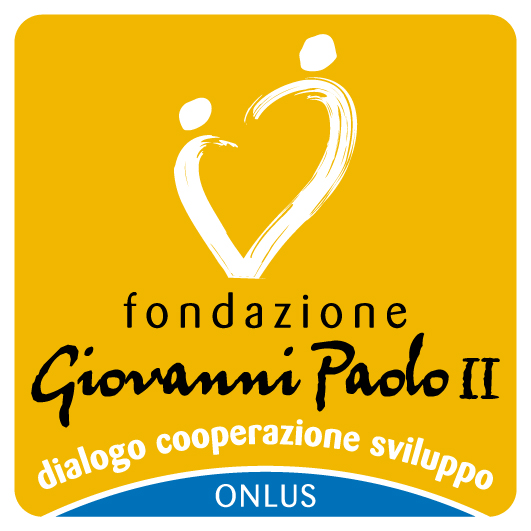 fondazione
Giovanni Paolo II
dialogo cooperazione sviluppo
ONLUS